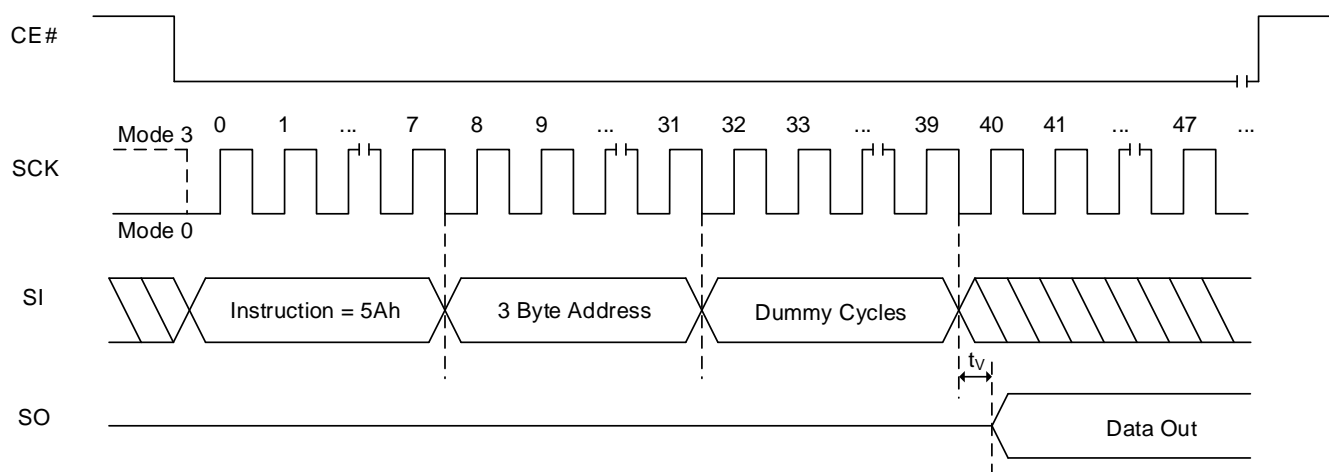 CE#
0 1 ... 7 8 9 ... 31 32 33 ... 39 40 41 ... 47 ...
Mode 3
SCK
Mode 0
SI Instruction = 5Ah 3 Byte Address Dummy Cycles
tV
SO Data Out